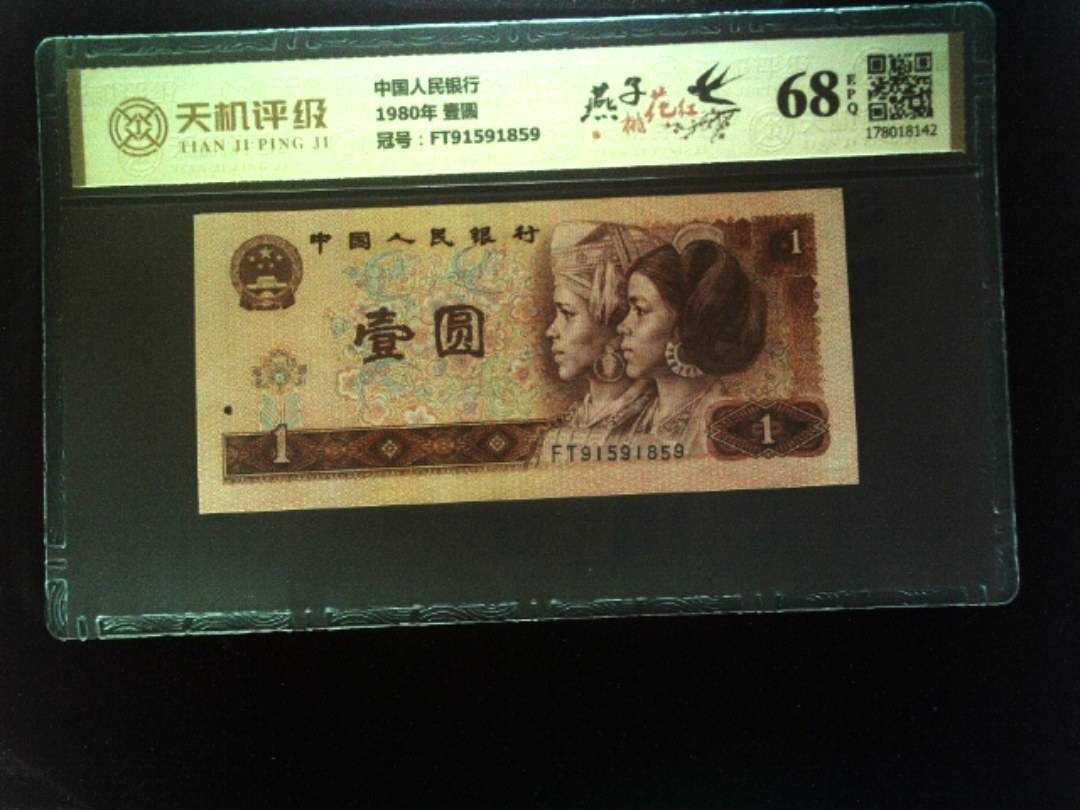 天机评级
TIAN JI PING JI
中国人民银行
1980年 壹圆
冠号：FT91591859
燕子
桃花红
68
EPQ
178018142
中国人民银行
壹圆
1
1
1
FT91591859